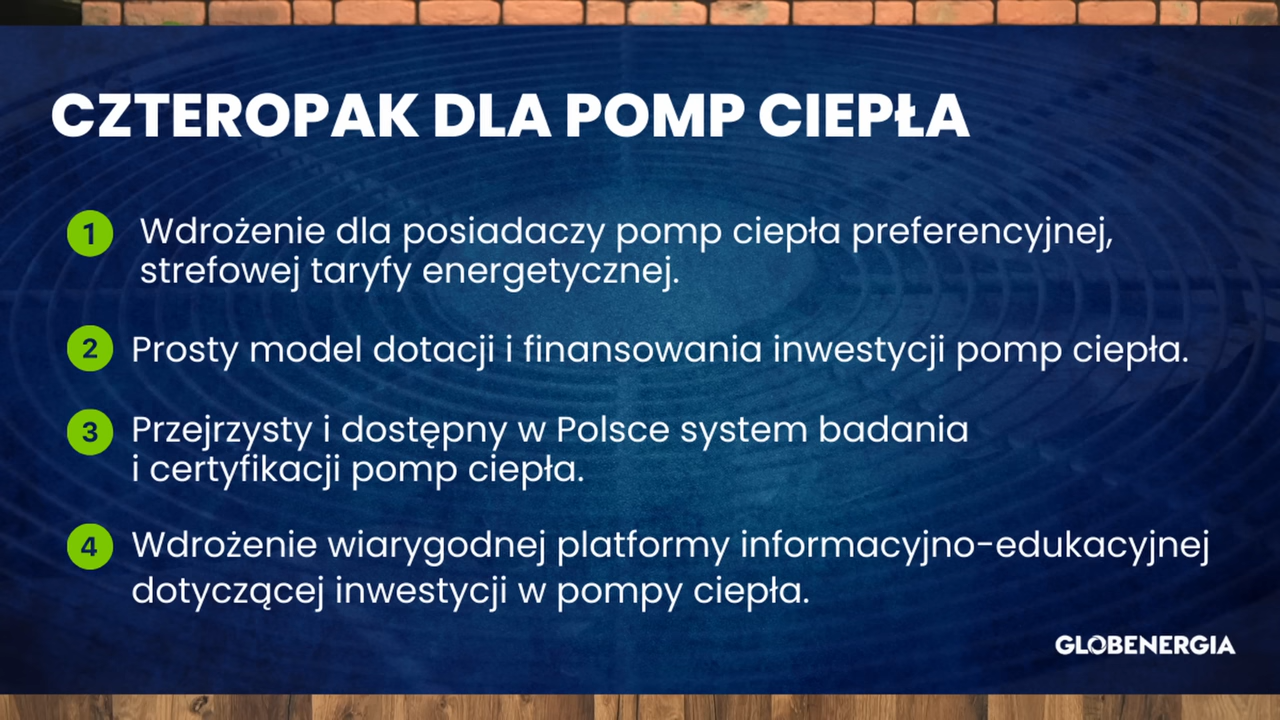 CZTEROPAK DLA POMP CIEPŁA
1 Wdrożenie dla posiadaczy pomp ciepła preferencyjnej,
strefowej taryfy energetycznej.
2 Prosty model dotacji i finansowania inwestycji pomp ciepła.
3 Przejrzysty i dostępny w Polsce system badania
i certyfikacji pomp ciepła.
4 Wdrożenie wiarygodnej platformy informacyjno-edukacyjnej
dotyczącej inwestycji w pompy ciepła.
GLOBENERGIA